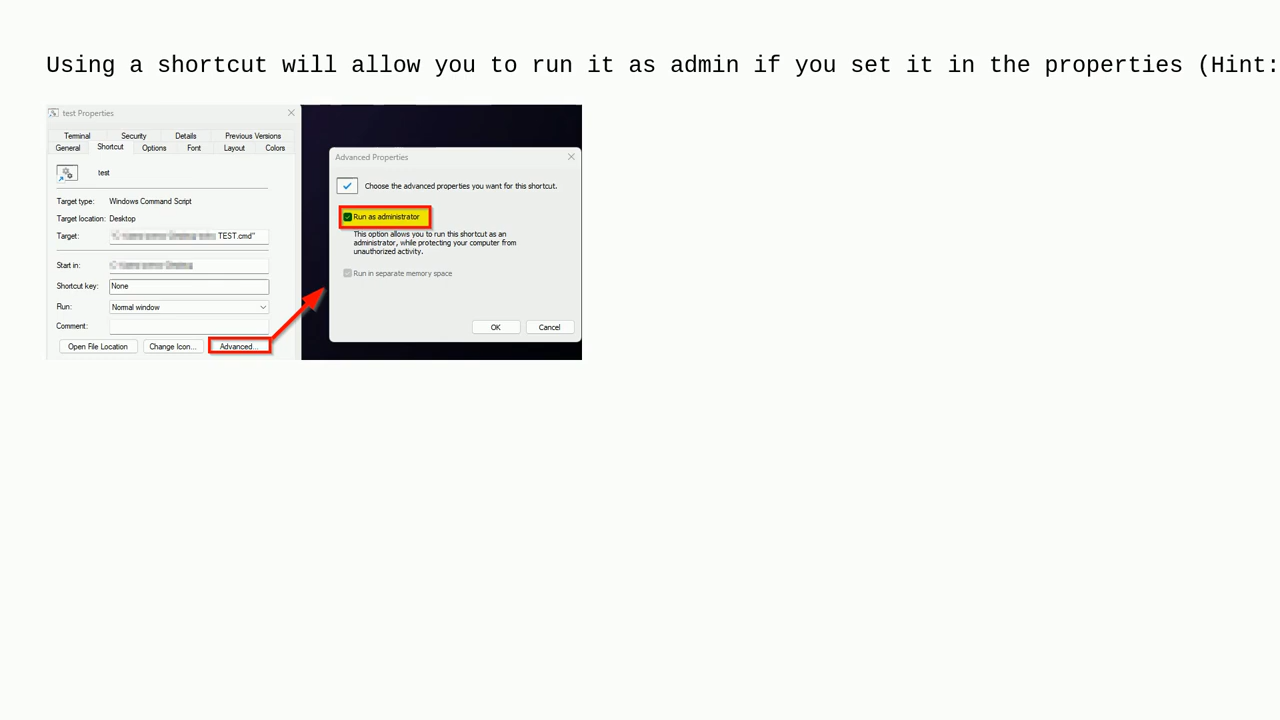 Using a shortcut will allow you to run it as admin if you set it in the properties (Hint:
test Properties
Terminal Security Details Previous Versions
General Shortcut Options Font Layout Colors
test
Target type: Windows Command Script
Target location: Desktop
Target: TEST.cmd"
Start in:
Shortcut key: None
Run: Normal window
Comment:
Open File Location Change Icon... Advanced...
Advanced Properties
Choose the advanced properties you want for this shortcut.
Run as administrator
This option allows you to run this shortcut as an
administrator, while protecting your computer from
unauthorized activity.
Run in separate memory space
OK Cancel